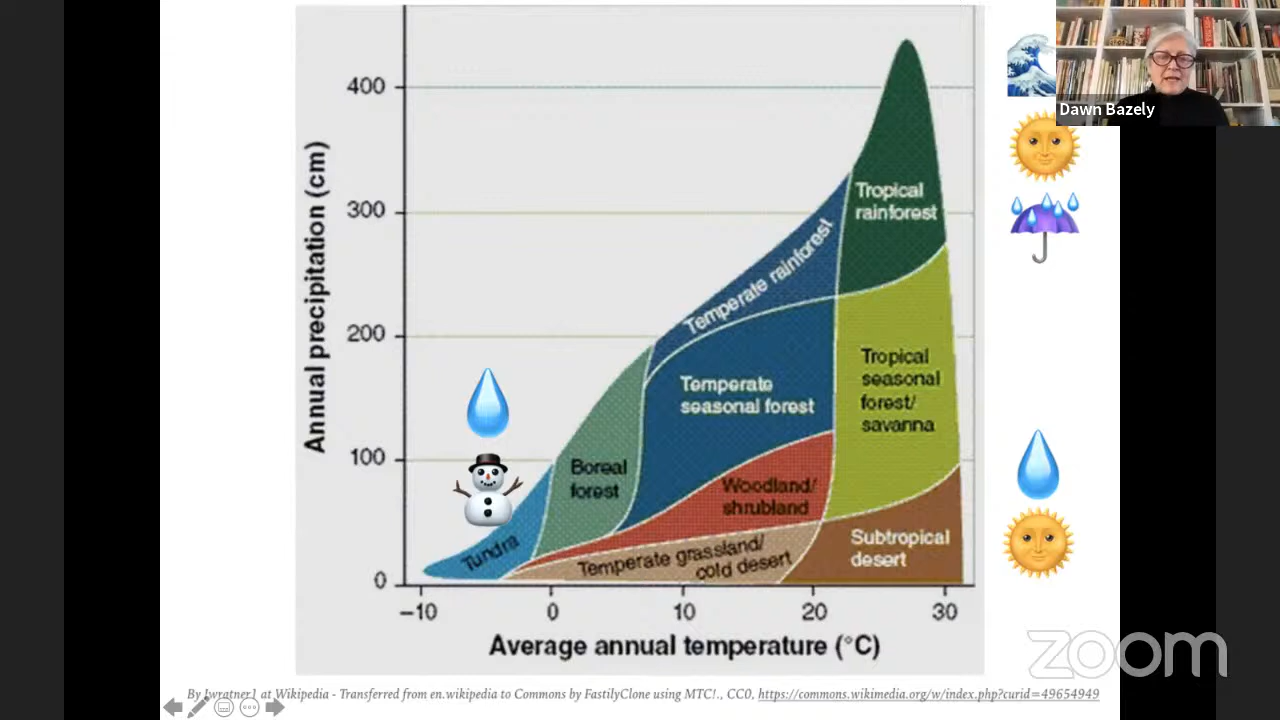 Dawn Bazely
Annual precipitation (cm)
400
300
200
100
0
Tropical
rainforest
Temperate rainforest
Temperate
seasonal forest
Tropical
seasonal
forest/
savanna
Boreal
forest
Woodland/
shrubland
Tundra
Temperate grassland/
cold desert
Subtropical
desert
−10
0
10
20
30
Average annual temperature (°C)
zoom
By Jwratner1 at Wikipedia - Transferred from en.wikipedia to Commons by FastilyClone using MTC!., CC0, https://commons.wikimedia.org/w/index.php?curid=49654949